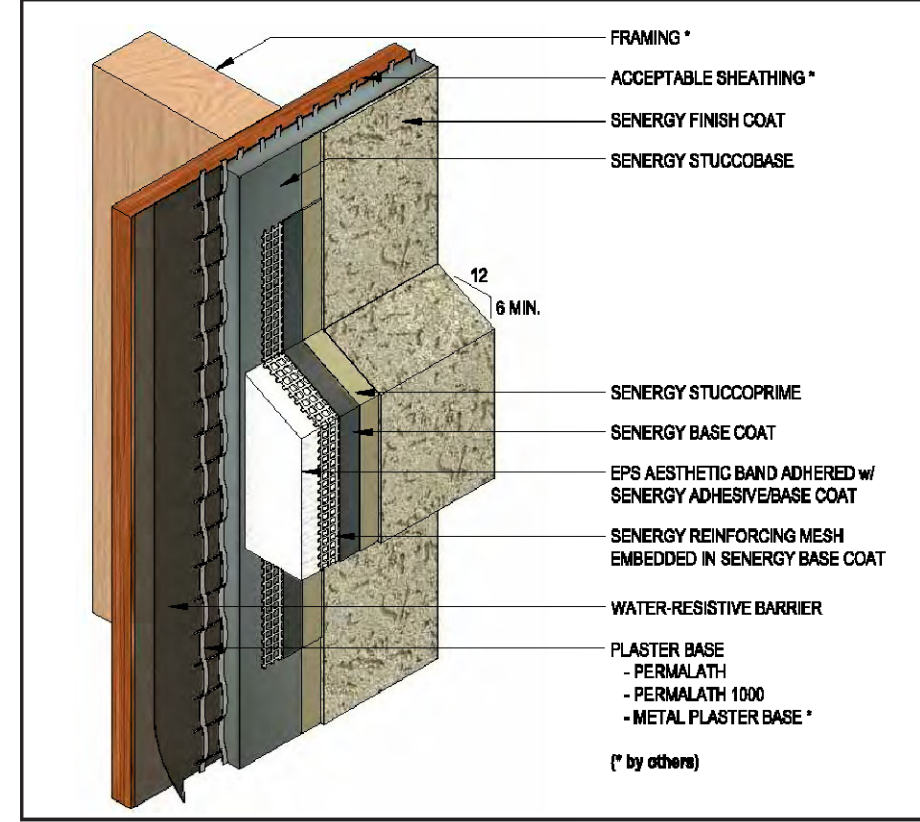 FRAMING *
ACCEPTABLE SHEATHING *
SENERGY FINISH COAT
SENERGY STUCCOBASE
12
6 MIN.
SENERGY STUCCOPRIME
SENERGY BASE COAT
EPS AESTHETIC BAND ADHERED w/
SENERGY ADHESIVE/BASE COAT
SENERGY REINFORCING MESH
EMBEDDED IN SENERGY BASE COAT
WATER-RESISTIVE BARRIER
PLASTER BASE
- PERMALATH
- PERMALATH 1000
- METAL PLASTER BASE *
(* by others)